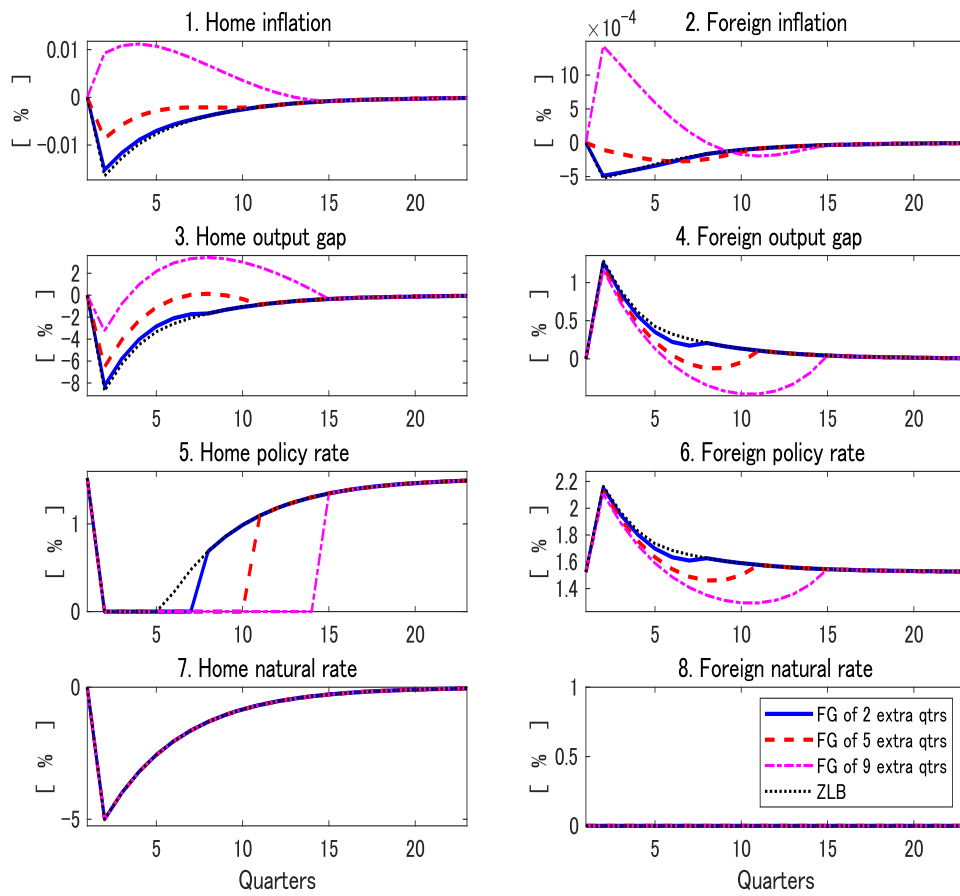 1. Home inflation
0.01
0
-0.01
[ % ]
5 10 15 20
2. Foreign inflation
×10-4
10
5
0
-5
[ % ]
5 10 15 20
3. Home output gap
2
0
-2
-4
-6
-8
[ % ]
5 10 15 20
4. Foreign output gap
1
0.5
0
[ % ]
5 10 15 20
5. Home policy rate
1
0
[ % ]
5 10 15 20
6. Foreign policy rate
2.2
2
1.8
1.6
1.4
[ % ]
5 10 15 20
7. Home natural rate
0
-5
[ % ]
5 10 15 20
Quarters
8. Foreign natural rate
1
0.5
0
[ % ]
FG of 2 extra qtrs
FG of 5 extra qtrs
FG of 9 extra qtrs
ZLB
5 10 15 20
Quarters